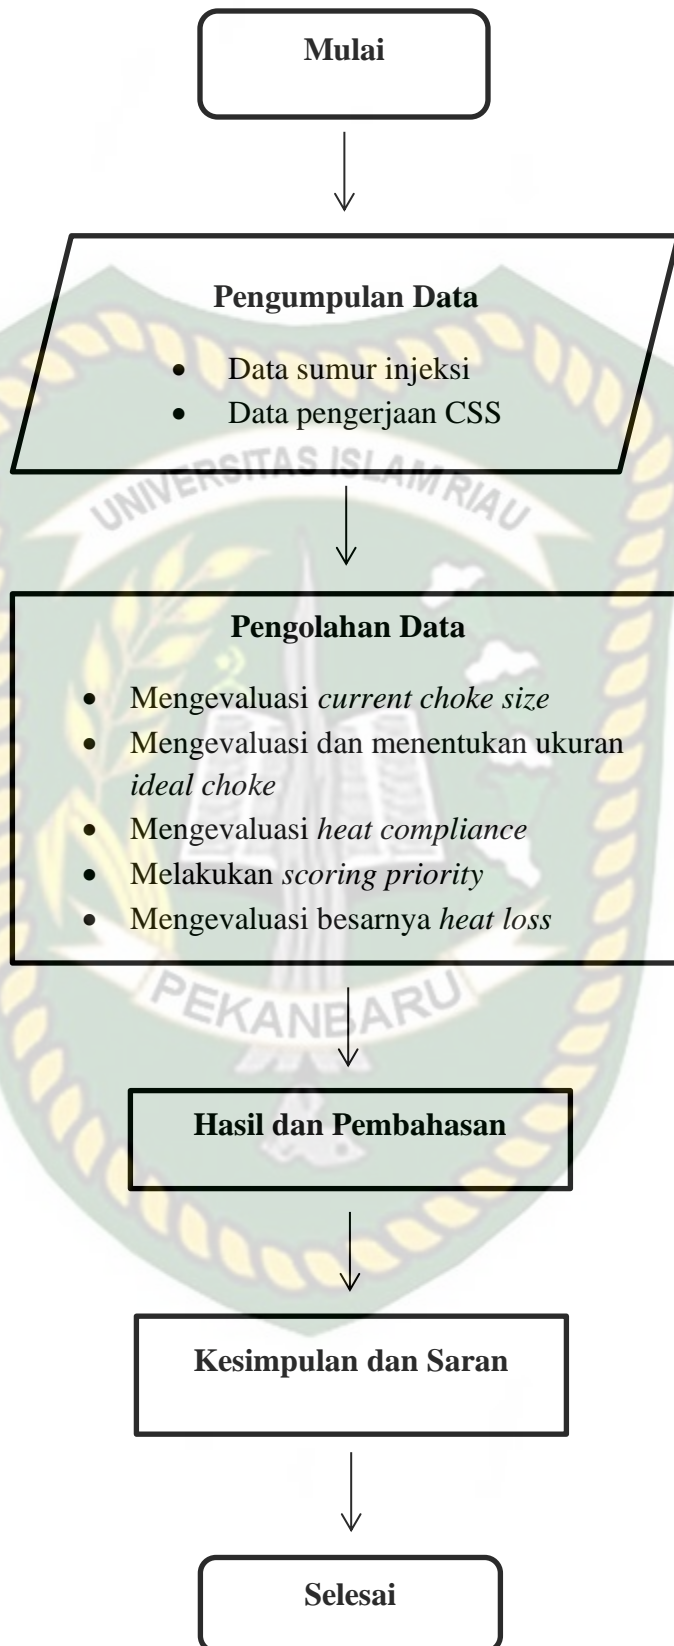 Mulai
Pengumpulan Data
• Data sumur injeksi
• Data pengerjaan CSS
UNIVERSITAS ISLAM RIAU
Pengolahan Data
• Mengevaluasi current choke size
• Mengevaluasi dan menentukan ukuran
ideal choke
• Mengevaluasi heat compliance
• Melakukan scoring priority
• Mengevaluasi besarnya heat loss
PEKANBARU
Hasil dan Pembahasan
Kesimpulan dan Saran
Selesai